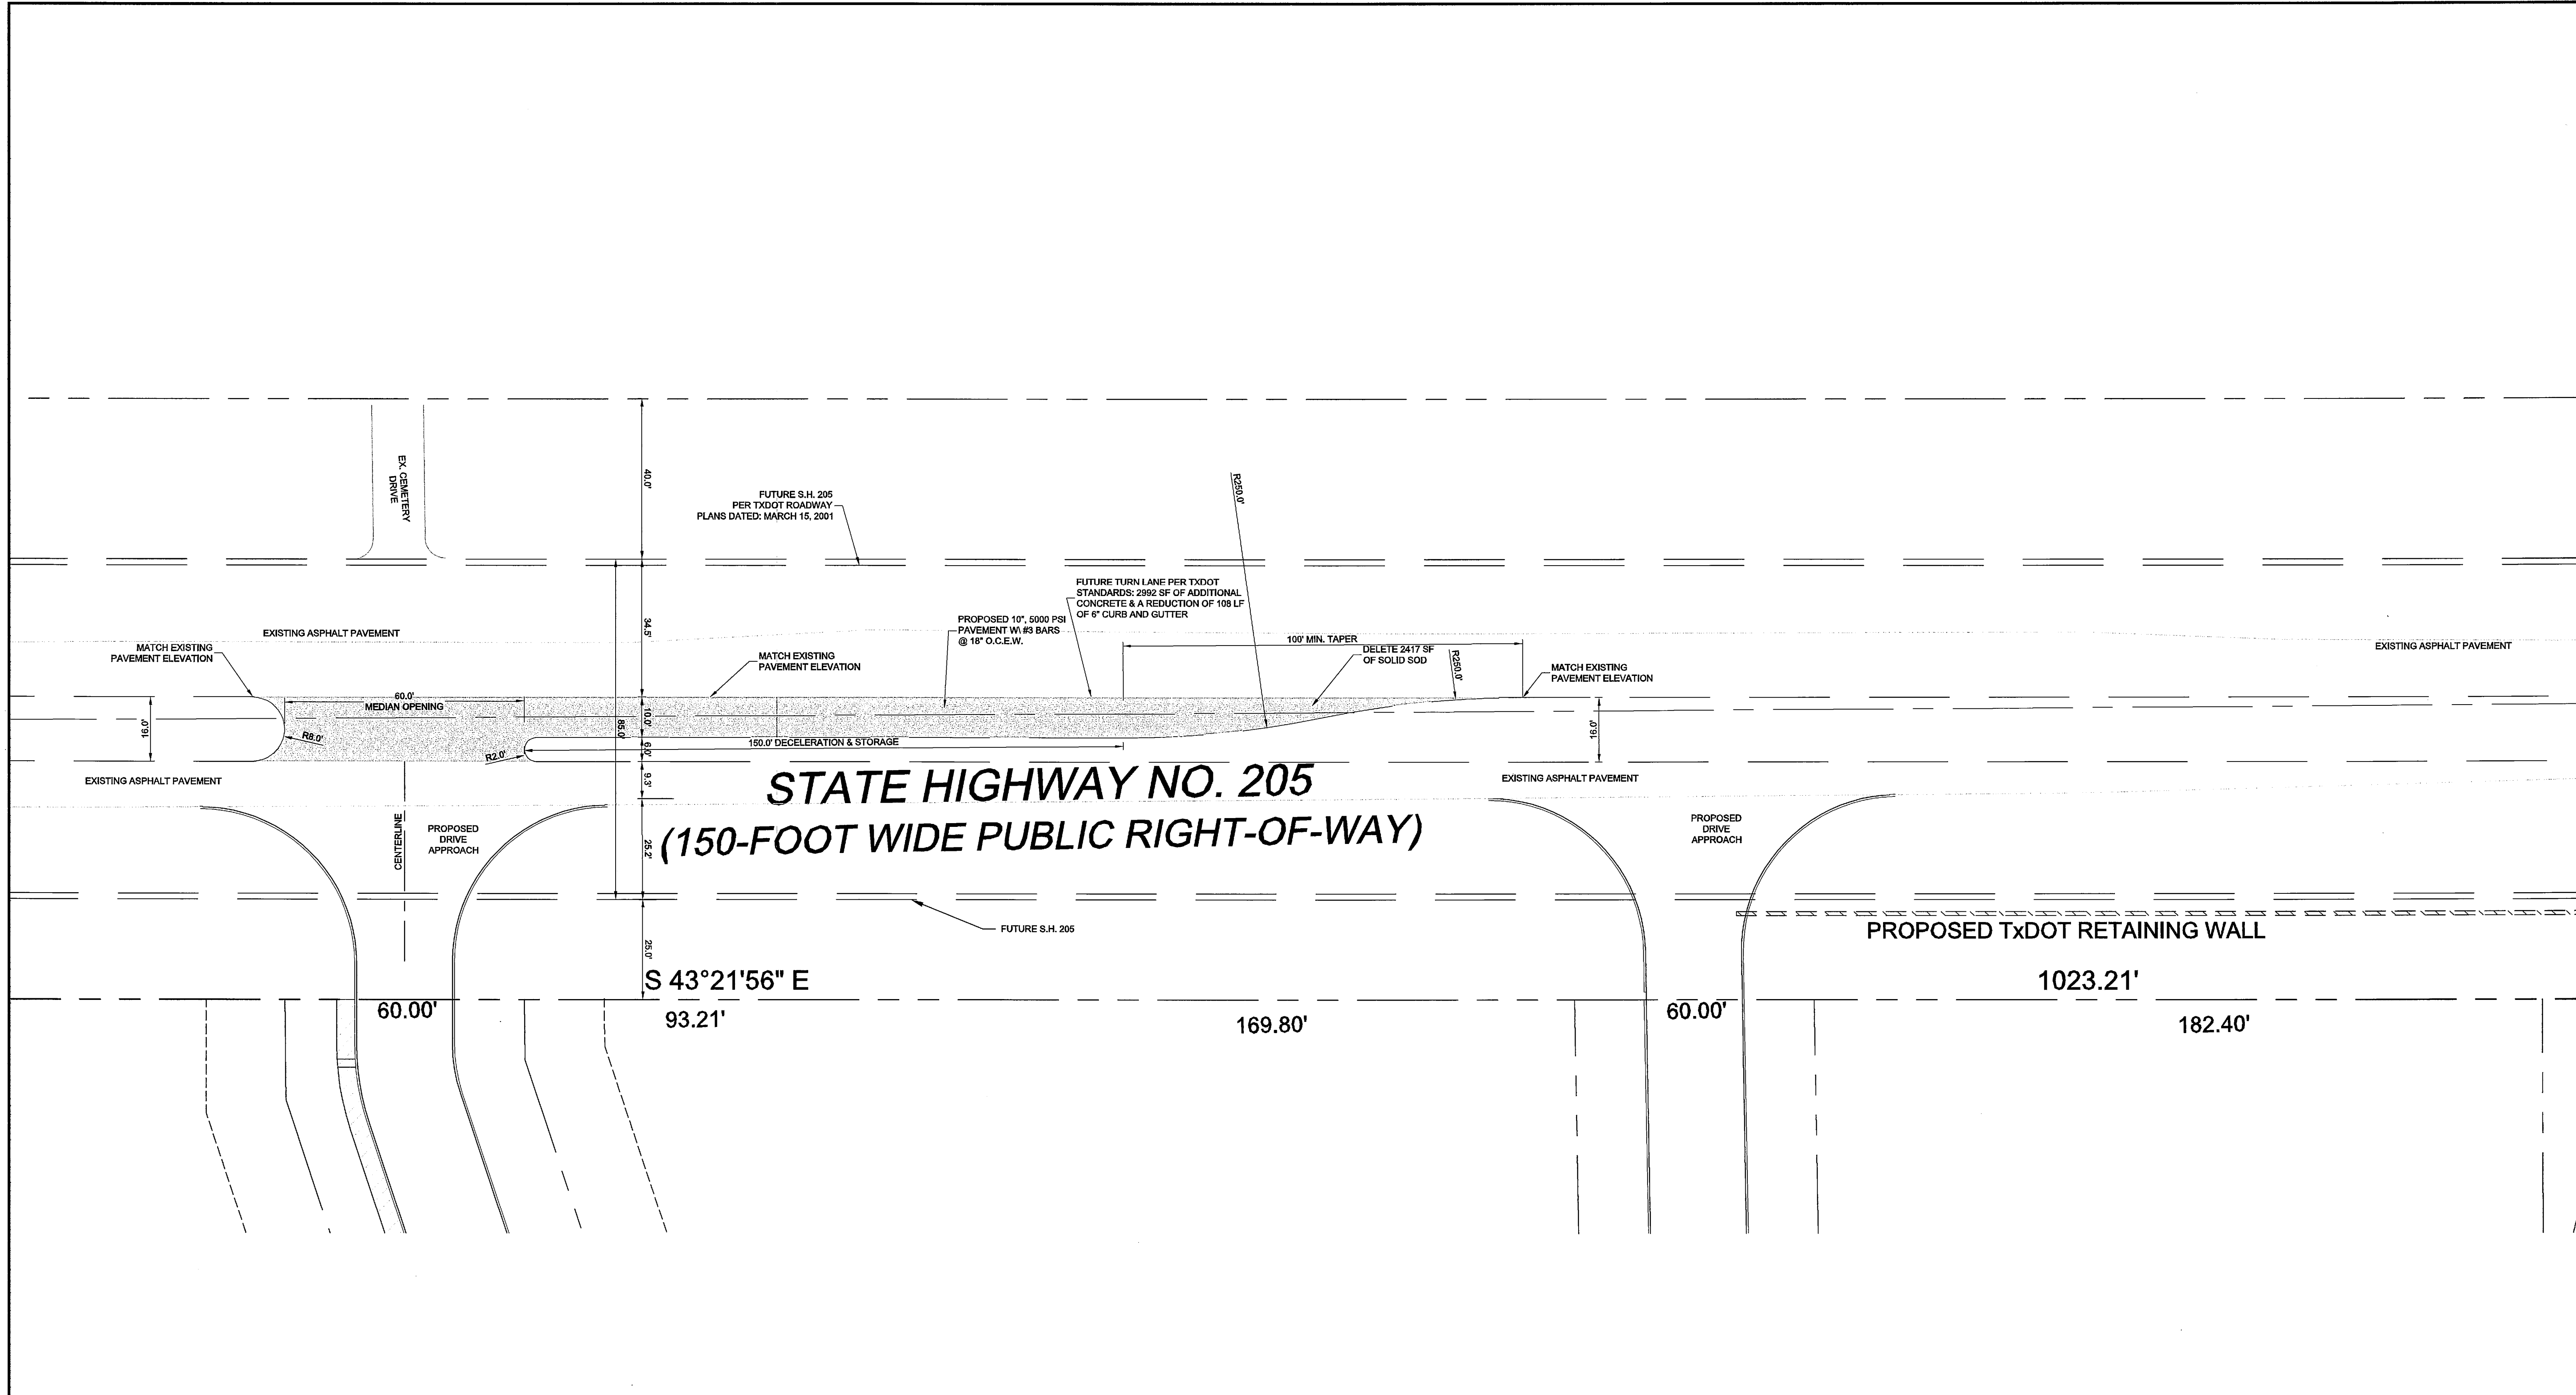 EX. CEMETERY
DRIVE
40.0'
FUTURE S.H. 205
PER TXDOT ROADWAY
PLANS DATED: MARCH 15, 2001
R250.0'
FUTURE TURN LANE PER TXDOT
STANDARDS: 2992 SF OF ADDITIONAL
CONCRETE & A REDUCTION OF 108 LF
OF 6" CURB AND GUTTER
PROPOSED 10", 5000 PSI
PAVEMENT W\ #3 BARS
@ 18" O.C.E.W.
34.5'
EXISTING ASPHALT PAVEMENT
MATCH EXISTING
PAVEMENT ELEVATION
MATCH EXISTING
PAVEMENT ELEVATION
100' MIN. TAPER
DELETE 2417 SF
OF SOLID SOD
R250.0'
MATCH EXISTING
PAVEMENT ELEVATION
EXISTING ASPHALT PAVEMENT
60.0'
MEDIAN OPENING
16.0'
R8.0'
85.0'
10.0'
6.0'
R2.0'
150.0' DECELERATION & STORAGE
16.0'
EXISTING ASPHALT PAVEMENT
9.3'
STATE HIGHWAY NO. 205
(150-FOOT WIDE PUBLIC RIGHT-OF-WAY)
EXISTING ASPHALT PAVEMENT
CENTERLINE
PROPOSED
DRIVE
APPROACH
25.2'
PROPOSED
DRIVE
APPROACH
FUTURE S.H. 205
PROPOSED TxDOT RETAINING WALL
25.0'
S 43°21'56" E
1023.21'
60.00'
93.21'
169.80'
60.00'
182.40'